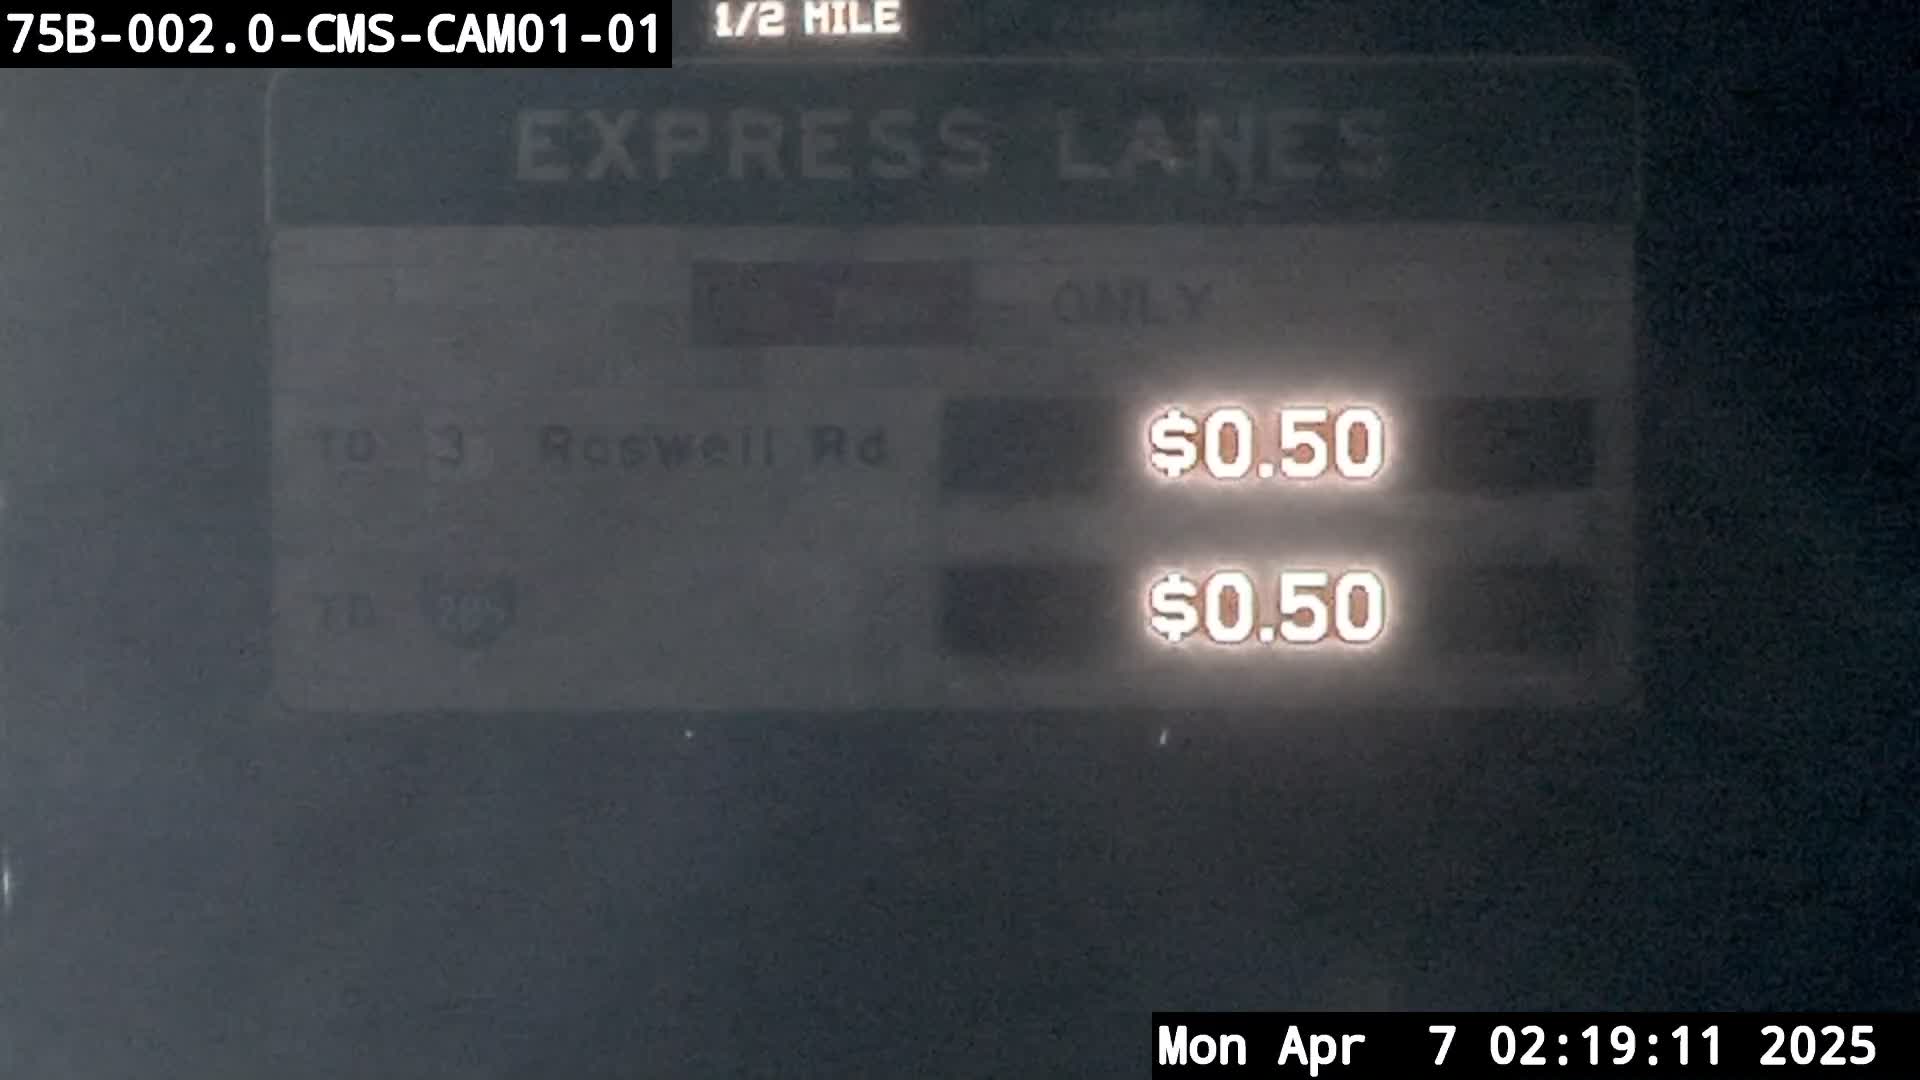 75B-002.0-CMS-CAM01-01
1/2 MILE
EXPRESS LANES
ONLY
TO 3 Roswell Rd $0.50
TO 285 $0.50
Mon Apr 7 02:19:11 2025